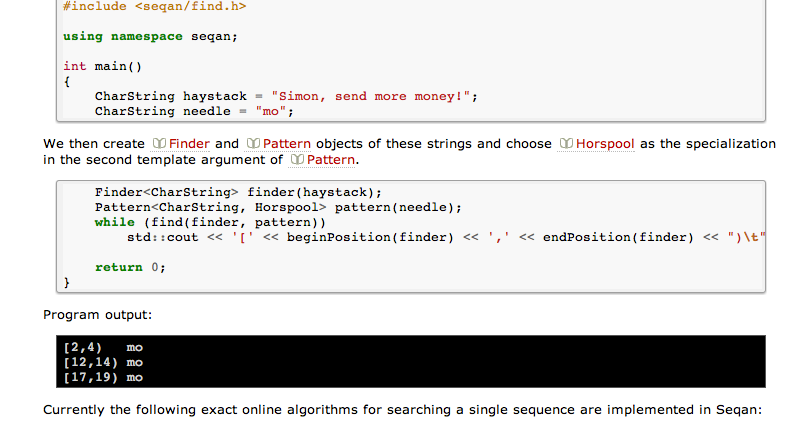 #include <seqan/find.h>
using namespace seqan;
int main()
{
CharString haystack = "Simon, send more money!";
CharString needle = "mo";
We then create Finder and Pattern objects of these strings and choose Horspool as the specialization
in the second template argument of Pattern.
Finder<CharString> finder(haystack);
Pattern<CharString, Horspool> pattern(needle);
while (find(finder, pattern))
std::cout << '[' << beginPosition(finder) << ',' << endPosition(finder) << ")\t"
return 0;
}
Program output:
[2,4) mo
[12,14) mo
[17,19) mo
Currently the following exact online algorithms for searching a single sequence are implemented in Seqan: